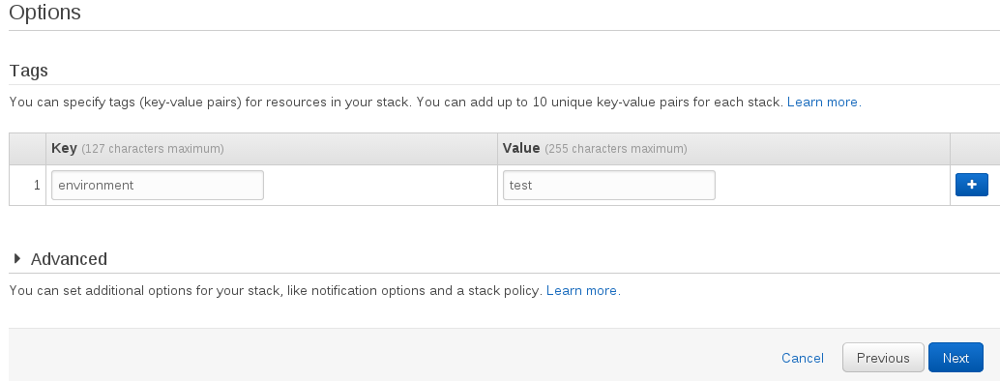 Options
Tags
You can specify tags (key-value pairs) for resources in your stack. You can add up to 10 unique key-value pairs for each stack. Learn more.
Key (127 characters maximum) Value (255 characters maximum)
1 environment test +
Advanced
You can set additional options for your stack, like notification options and a stack policy. Learn more.
Cancel Previous Next